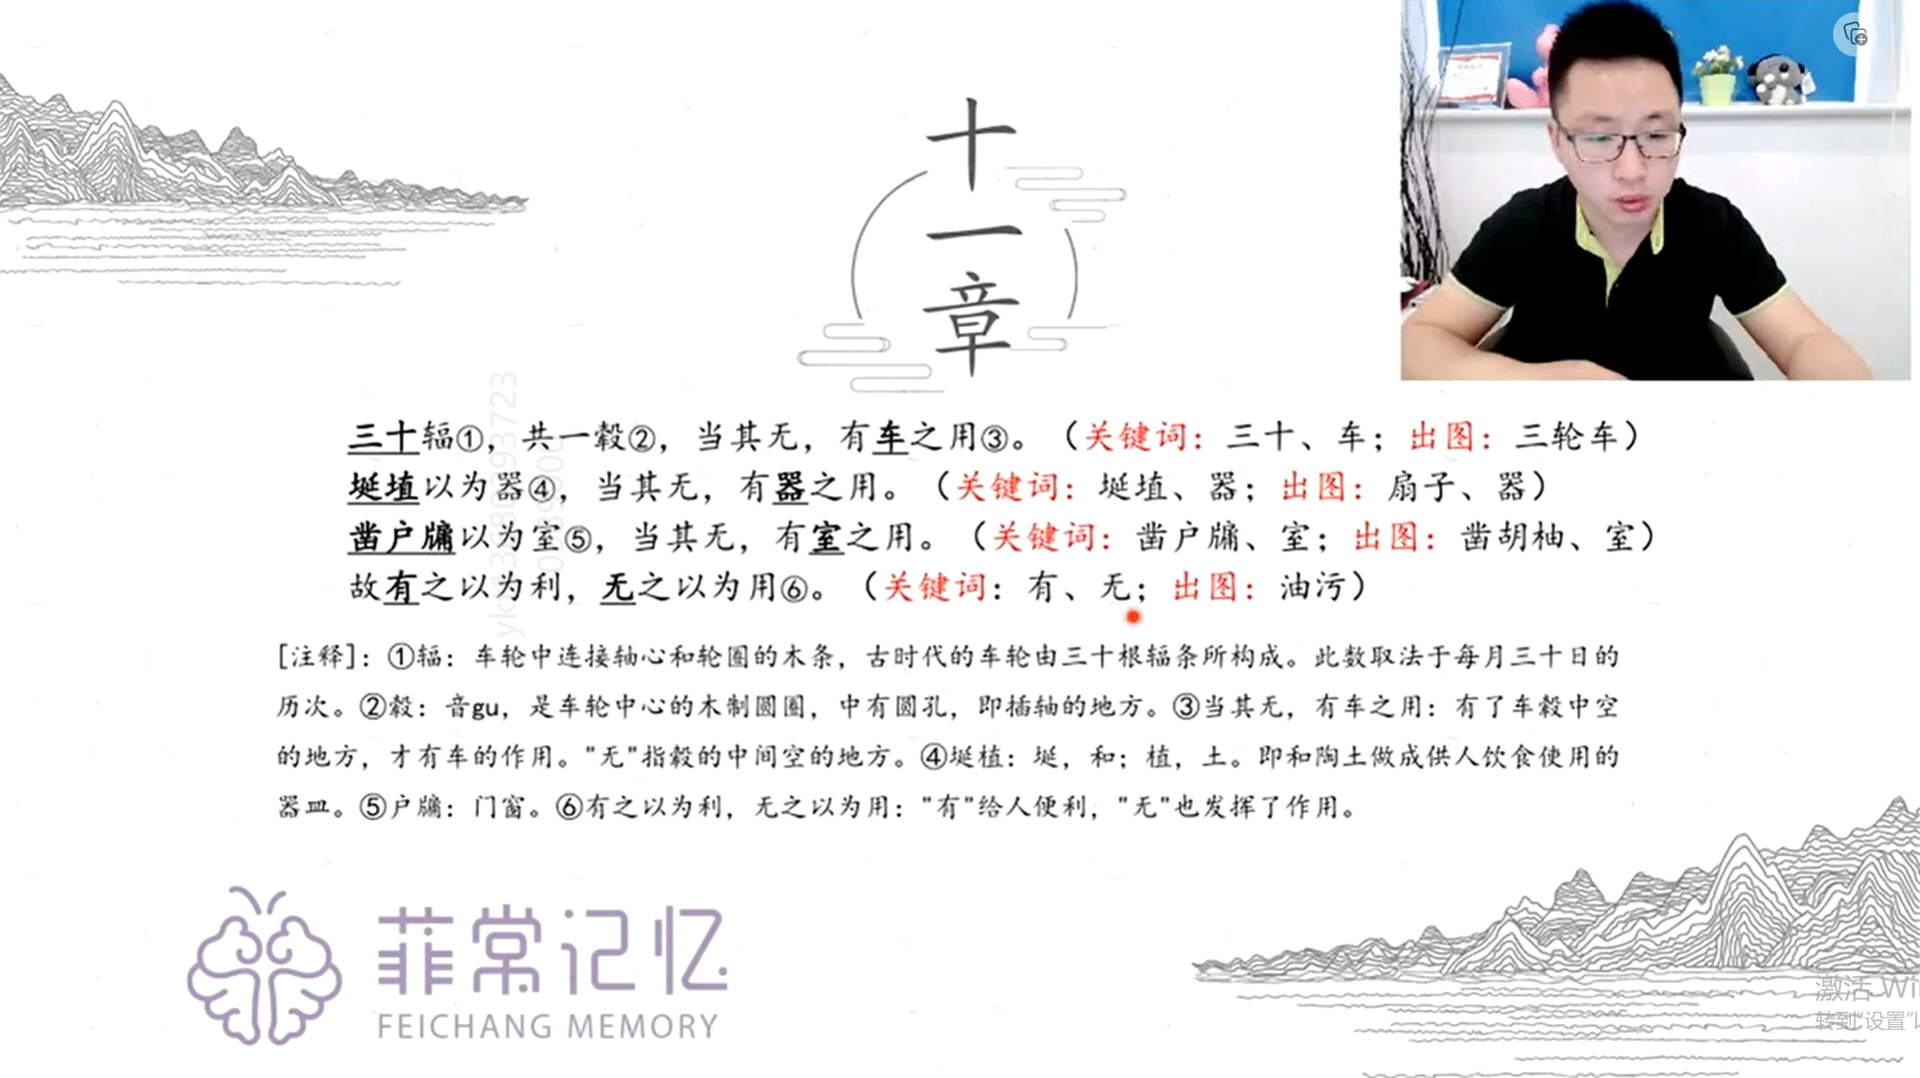 十一章
三十辐①，共一毂②，当其无，有车之用③。（关键词：三十、车；出图：三轮车）
埏埴以为器④，当其无，有器之用。（关键词：埏埴、器；出图：扇子、器）
凿户牖以为室⑤，当其无，有室之用。（关键词：凿户牖、室；出图：凿胡柚、室）
故有之以为利，无之以为用⑥。（关键词：有、无；出图：油污）
[注释]：①辐：车轮中连接轴心和轮圈的木条，古时代的车轮由三十根辐条所构成。此数取法于每月三十日的
历次。②毂：音gu，是车轮中心的木制圆圈，中有圆孔，即插轴的地方。③当其无，有车之用：有了车毂中空
的地方，才有车的作用。"无"指毂的中间空的地方。④埏植：埏，和；植，土。即和陶土做成供人饮食使用的
器皿。⑤户牖：门窗。⑥有之以为利，无之以为用："有"给人便利，"无"也发挥了作用。
菲常记忆
FEICHANG MEMORY
激活 Wi
转到"设置"以